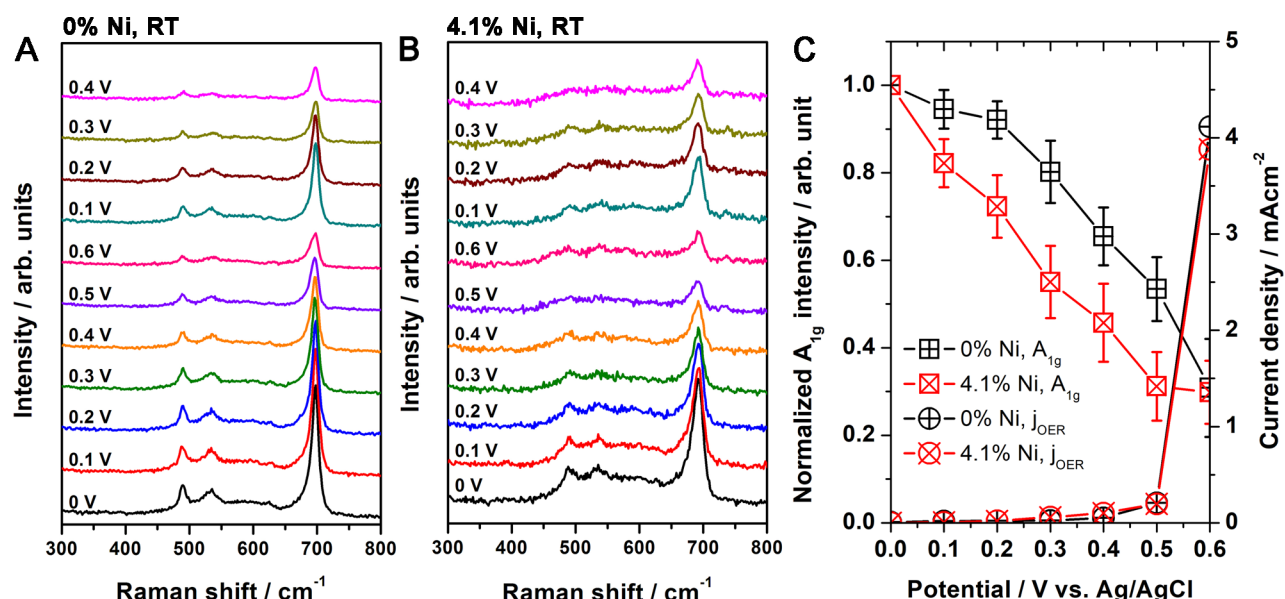 0% Ni, RT
A
0.4 V
0.3 V
0.2 V
0.1 V
0.6 V
0.5 V
0.4 V
0.3 V
0.2 V
0.1 V
0 V
Intensity / arb. units
300 400 500 600 700 800
Raman shift / cm⁻¹
4.1% Ni, RT
B
0.4 V
0.3 V
0.2 V
0.1 V
0.6 V
0.5 V
0.4 V
0.3 V
0.2 V
0.1 V
0 V
Intensity / arb. units
300 400 500 600 700 800
Raman shift / cm⁻¹
C
1.0
0.8
0.6
0.4
0.2
0.0
Normalized A₁g intensity / arb. unit
0% Ni, A₁g
4.1% Ni, A₁g
0% Ni, jOER
4.1% Ni, jOER
5
4
3
2
1
0
Current density / mAcm⁻²
0.0 0.1 0.2 0.3 0.4 0.5 0.6
Potential / V vs. Ag/AgCl